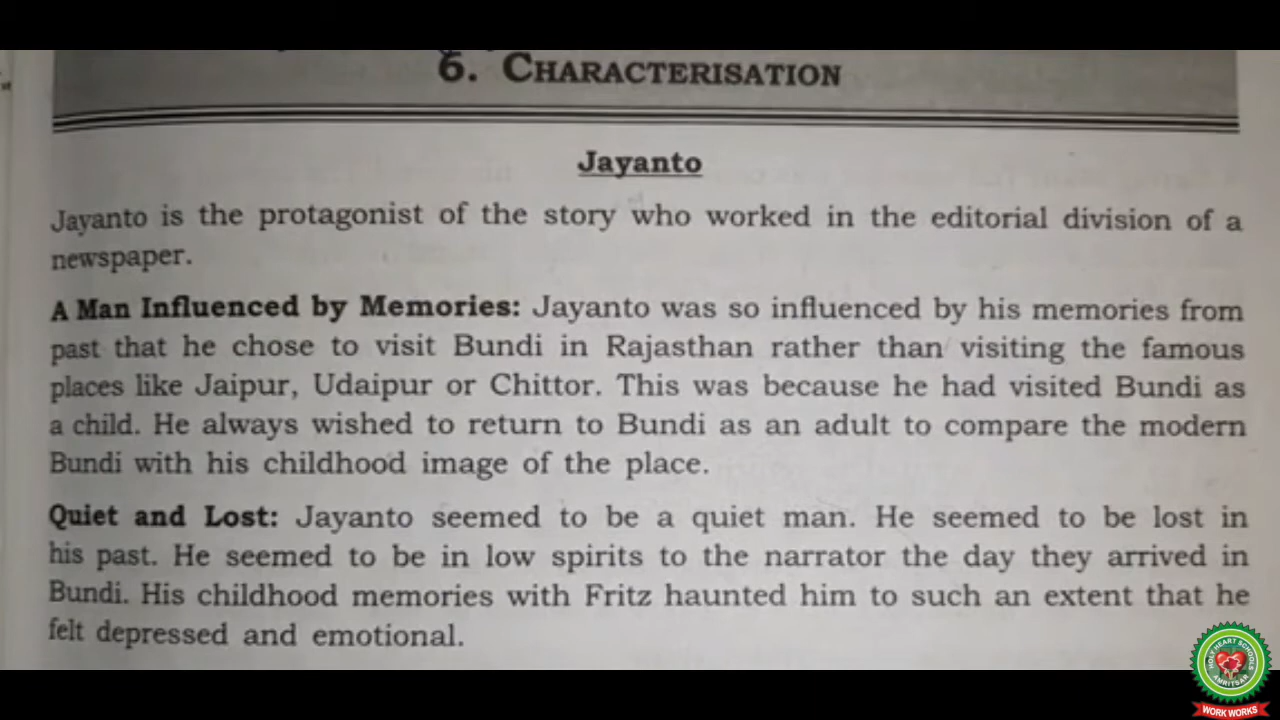 6. CHARACTERISATION
Jayanto
Jayanto is the protagonist of the story who worked in the editorial division of a
newspaper.
A Man Influenced by Memories: Jayanto was so influenced by his memories from
past that he chose to visit Bundi in Rajasthan rather than visiting the famous
places like Jaipur, Udaipur or Chittor. This was because he had visited Bundi as
a child. He always wished to return to Bundi as an adult to compare the modern
Bundi with his childhood image of the place.
Quiet and Lost: Jayanto seemed to be a quiet man. He seemed to be lost in
his past. He seemed to be in low spirits to the narrator the day they arrived in
Bundi. His childhood memories with Fritz haunted him to such an extent that he
felt depressed and emotional.
HOLY HEART SCHOOLS
AMRITSAR
WORK WORKS